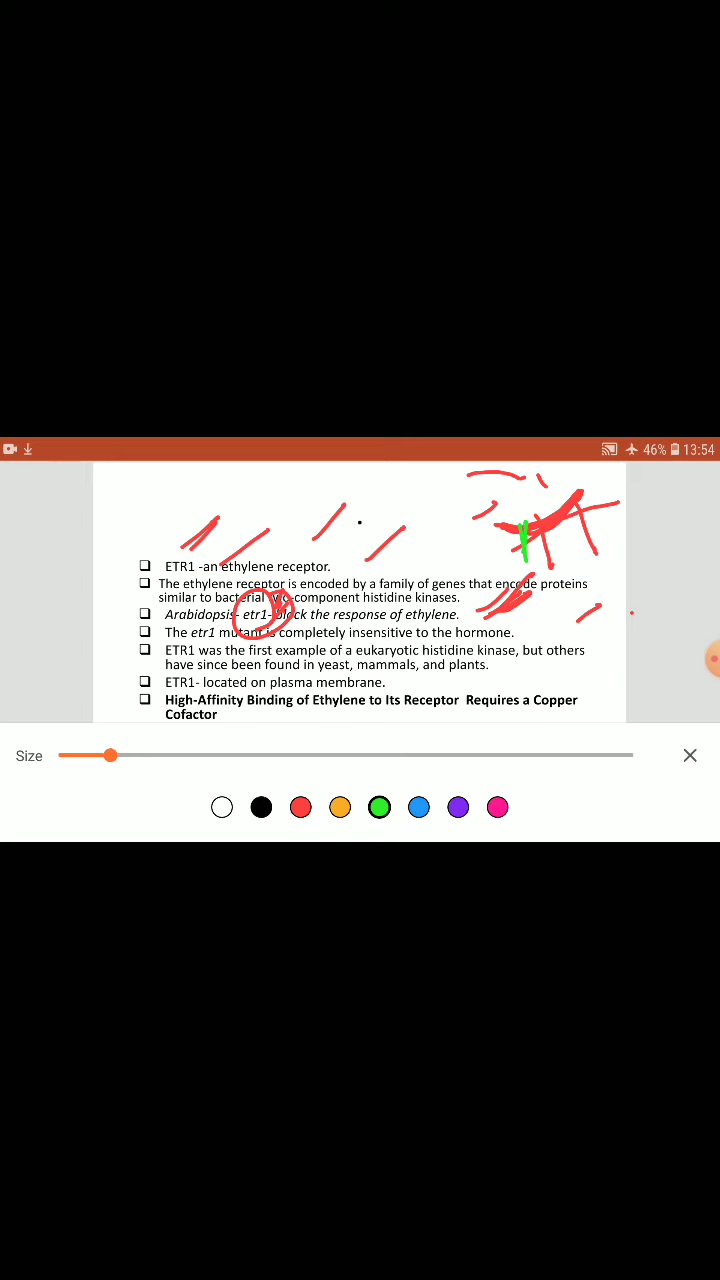 46% 13:54
ETR1 -an ethylene receptor.
The ethylene receptor is encoded by a family of genes that encode proteins
similar to bacterial two-component histidine kinases.
Arabidopsis- etr1- block the response of ethylene.
The etr1 mutant is completely insensitive to the hormone.
ETR1 was the first example of a eukaryotic histidine kinase, but others
have since been found in yeast, mammals, and plants.
ETR1- located on plasma membrane.
High-Affinity Binding of Ethylene to Its Receptor Requires a Copper
Cofactor
Size